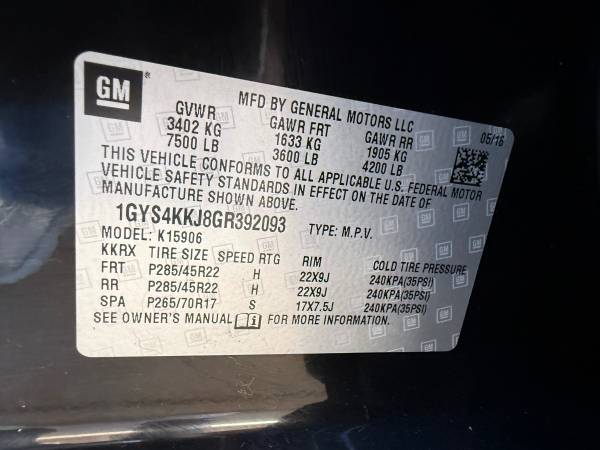 GM
MFD BY GENERAL MOTORS LLC
GVWR GAWR FRT GAWR RR 05/16
3402 KG 1633 KG 1905 KG
7500 LB 3600 LB 4200 LB
THIS VEHICLE CONFORMS TO ALL APPLICABLE U.S. FEDERAL MOTOR
VEHICLE SAFETY STANDARDS IN EFFECT ON THE DATE OF
MANUFACTURE SHOWN ABOVE.
1GYS4KKJ8GR392093 TYPE: M.P.V.
MODEL: K15906
KKRX TIRE SIZE SPEED RTG RIM COLD TIRE PRESSURE
FRT P285/45R22 H 22X9J 240KPA(35PSI)
RR P285/45R22 H 22X9J 240KPA(35PSI)
SPA P265/70R17 S 17X7.5J 240KPA(35PSI)
SEE OWNER'S MANUAL i FOR MORE INFORMATION.